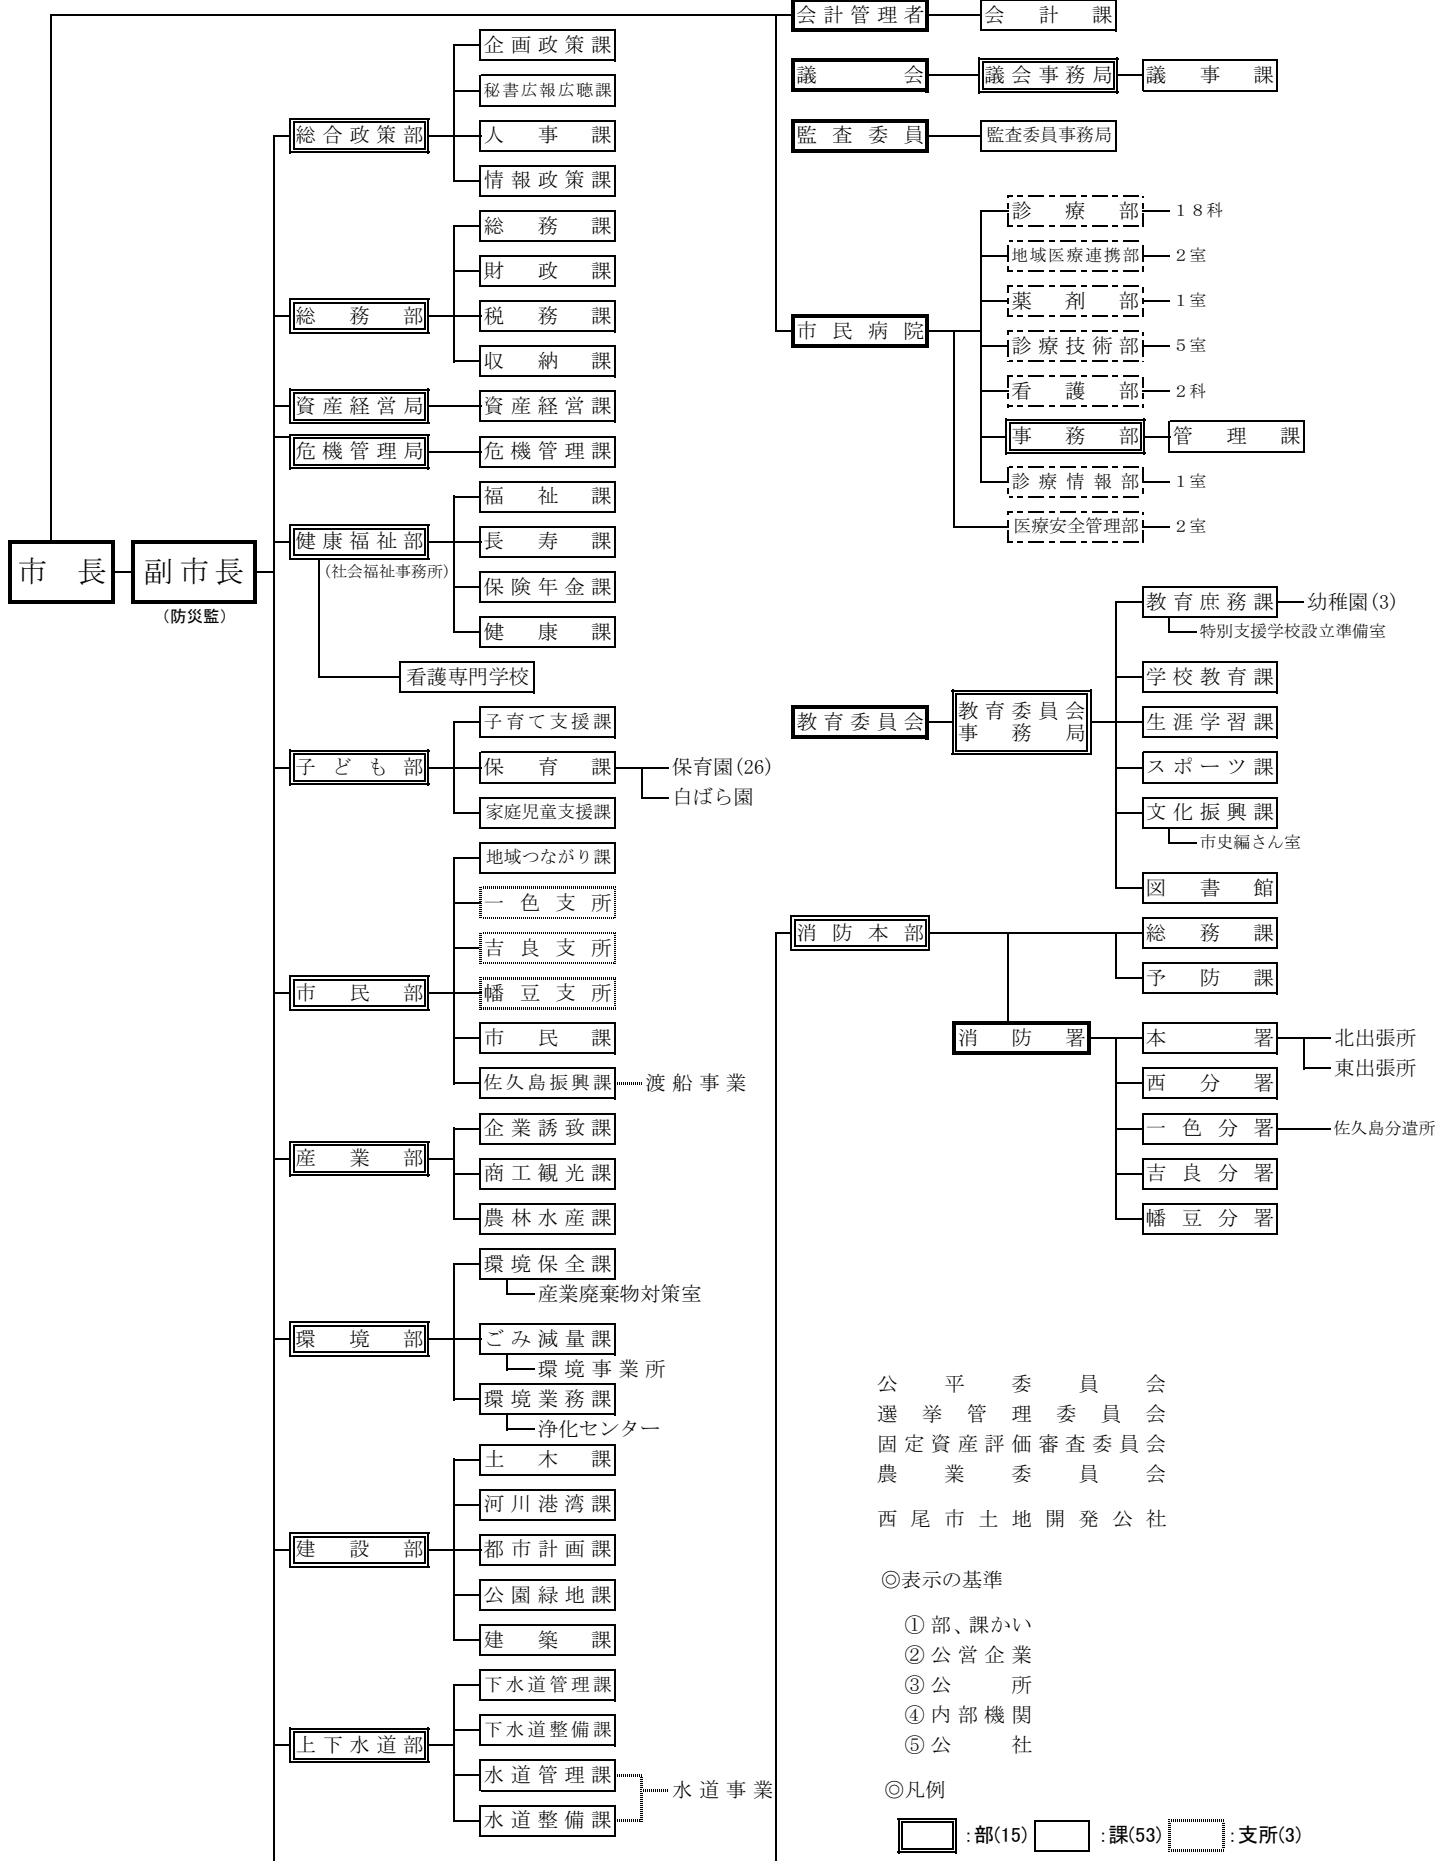 市長
副市長
(防災監)
総合政策部
企画政策課
秘書広報広聴課
人事課
情報政策課
総務部
総務課
財政課
税務課
収納課
資産経営局
資産経営課
危機管理局
危機管理課
健康福祉部
(社会福祉事務所)
福祉課
長寿課
保険年金課
健康課
看護専門学校
子ども部
子育て支援課
保育課
保育園(26)
白ばら園
家庭児童支援課
市民部
地域つながり課
一色支所
吉良支所
幡豆支所
市民課
佐久島振興課
渡船事業
産業部
企業誘致課
商工観光課
農林水産課
環境部
環境保全課
産業廃棄物対策室
ごみ減量課
環境事業所
環境業務課
浄化センター
建設部
土木課
河川港湾課
都市計画課
公園緑地課
建築課
上下水道部
下水道管理課
下水道整備課
水道管理課
水道整備課
水道事業
会計管理者
会計課
議会
議会事務局
議事課
監査委員
監査委員事務局
市民病院
診療部
18科
地域医療連携部
2室
薬剤部
1室
診療技術部
5室
看護部
2科
事務部
管理課
診療情報部
1室
医療安全管理部
2室
教育委員会
教育委員会
事務局
教育庶務課
幼稚園(3)
特別支援学校設立準備室
学校教育課
生涯学習課
スポーツ課
文化振興課
市史編さん室
図書館
消防本部
総務課
予防課
消防署
本署
北出張所
東出張所
西分署
一色分署
佐久島分遣所
吉良分署
幡豆分署
公平委員会
選挙管理委員会
固定資産評価審査委員会
農業委員会
西尾市土地開発公社
◎表示の基準
①部、課かい
②公営企業
③公所
④内部機関
⑤公社
◎凡例
:部(15) :課(53) :支所(3)